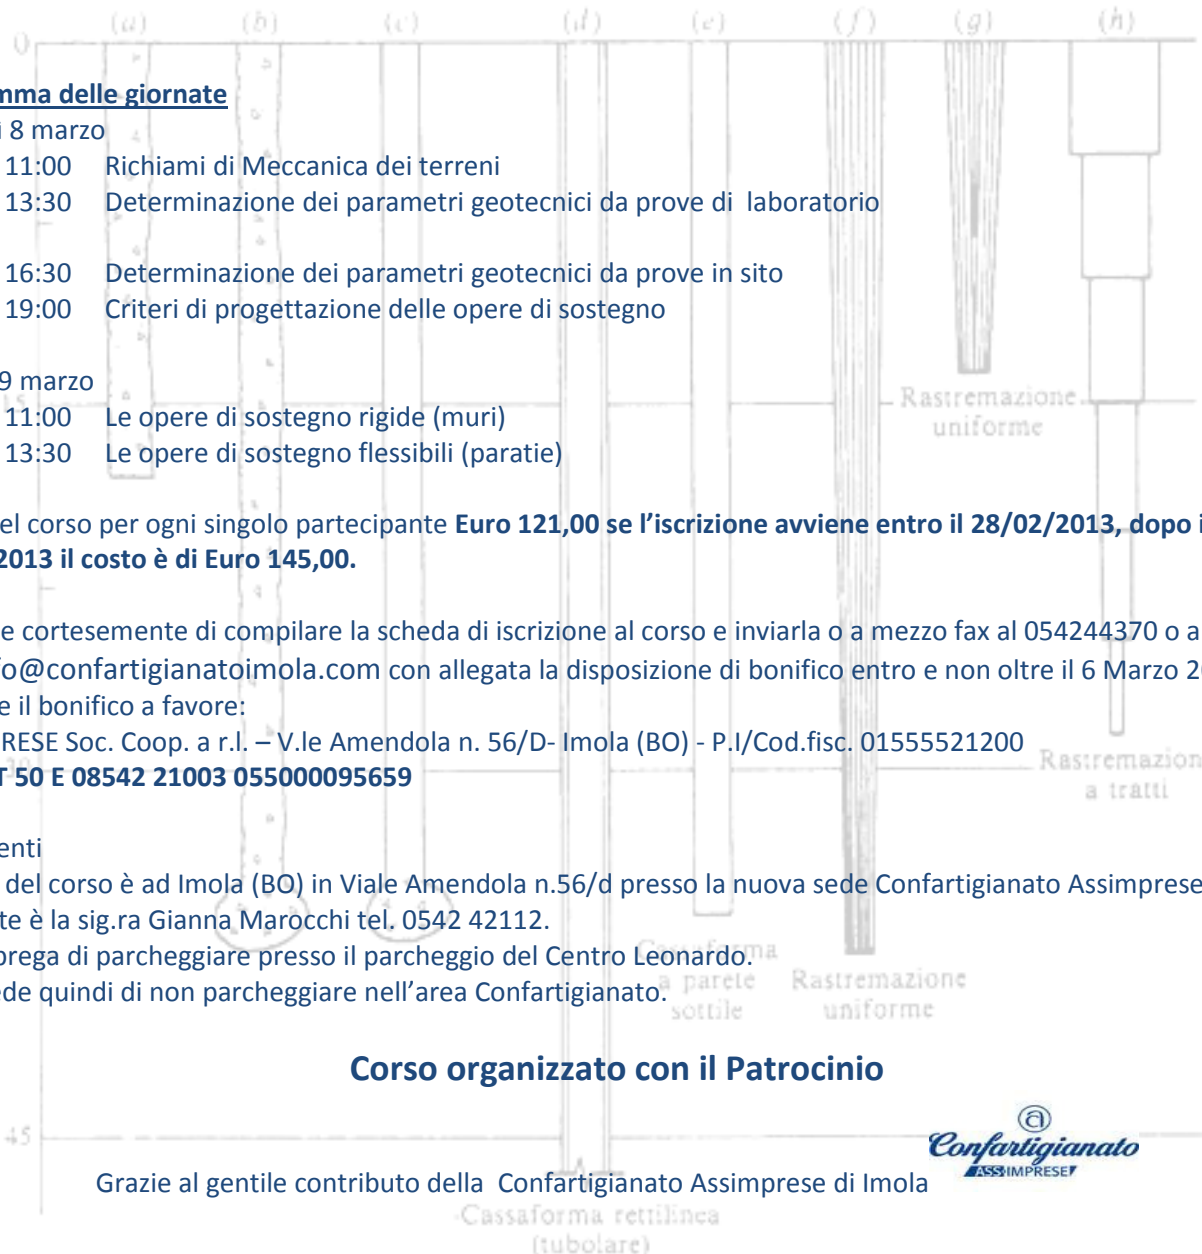 (a) (b) (c) (d) (e) (f) (g) (h)
0
mma delle giornate
ì 8 marzo
11:00 Richiami di Meccanica dei terreni
13:30 Determinazione dei parametri geotecnici da prove di laboratorio
16:30 Determinazione dei parametri geotecnici da prove in sito
19:00 Criteri di progettazione delle opere di sostegno
9 marzo
15
Rastremazione
uniforme
11:00 Le opere di sostegno rigide (muri)
13:30 Le opere di sostegno flessibili (paratie)
el corso per ogni singolo partecipante Euro 121,00 se l’iscrizione avviene entro il 28/02/2013, dopo i
2013 il costo è di Euro 145,00.
e cortesemente di compilare la scheda di iscrizione al corso e inviarla o a mezzo fax al 054244370 o a
fo@confartigianatoimola.com con allegata la disposizione di bonifico entro e non oltre il 6 Marzo 2
e il bonifico a favore:
RESE Soc. Coop. a r.l. – V.le Amendola n. 56/D- Imola (BO) - P.I/Cod.fisc. 01555521200
T 50 E 08542 21003 055000095659
30
Rastremazion
a tratti
enti
del corso è ad Imola (BO) in Viale Amendola n.56/d presso la nuova sede Confartigianato Assimprese
te è la sig.ra Gianna Marocchi tel. 0542 42112.
prega di parcheggiare presso il parcheggio del Centro Leonardo.
ede quindi di non parcheggiare nell’area Confartigianato.
Cassaforma
a parete
sottile
Rastremazione
uniforme
Corso organizzato con il Patrocinio
45
a
Confartigianato
ASSIMPRESE
Grazie al gentile contributo della Confartigianato Assimprese di Imola
Cassaforma rettilinea
(tubolare)